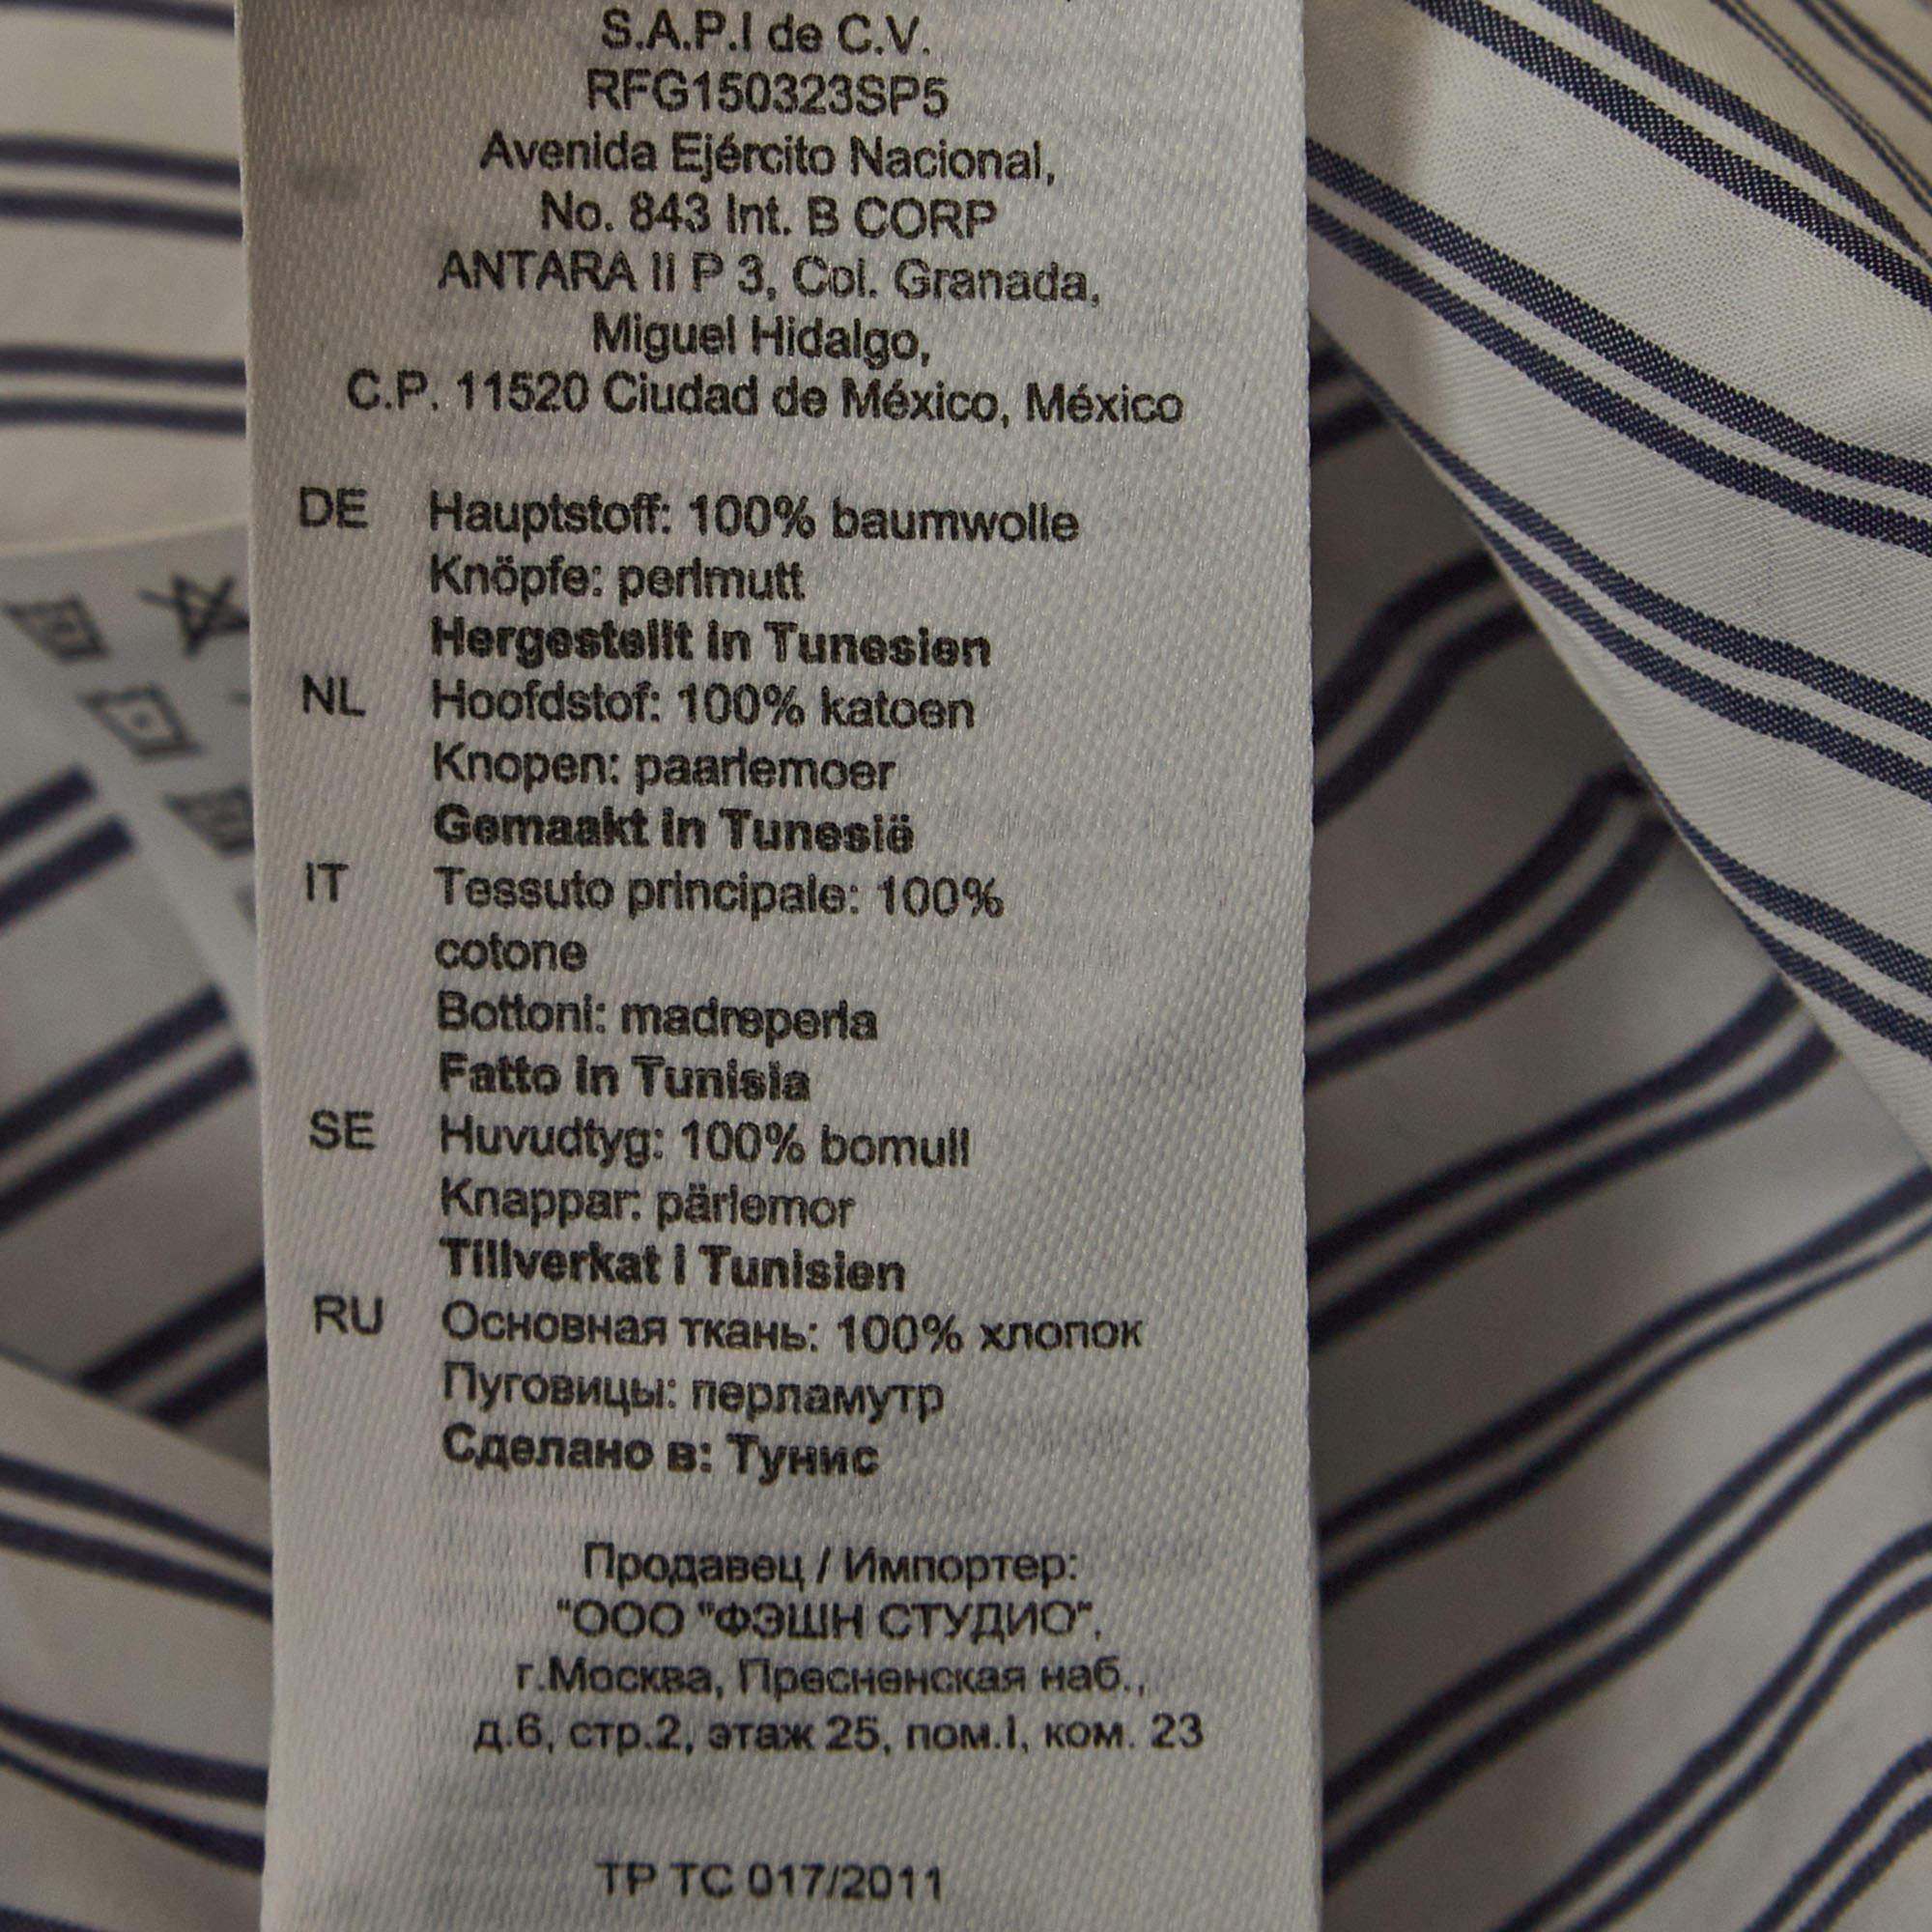 S.A.P.I de C.V.
RFG150323SP5
Avenida Ejército Nacional,
No. 843 Int. B CORP
ANTARA II P 3, Col. Granada,
Miguel Hidalgo,
C.P. 11520 Ciudad de México, México
DE Hauptstoff: 100% baumwolle
Knöpfe: perlmutt
Hergestellt in Tunesien
NL Hoofdstof: 100% katoen
Knopen: paarlemoer
Gemaakt in Tunesië
IT Tessuto principale: 100%
cotone
Bottoni: madreperla
Fatto in Tunisia
SE Huvudtyg: 100% bomull
Knappar: pärlemor
Tillverkat i Tunisien
RU Основная ткань: 100% хлопок
Пуговицы: перламутр
Сделано в: Тунис
Продавец / Импортер:
"ООО "ФЭШН СТУДИО",
г.Москва, Пресненская наб.,
д.6, стр.2, этаж 25, пом.I, ком. 23
ТР ТС 017/2011